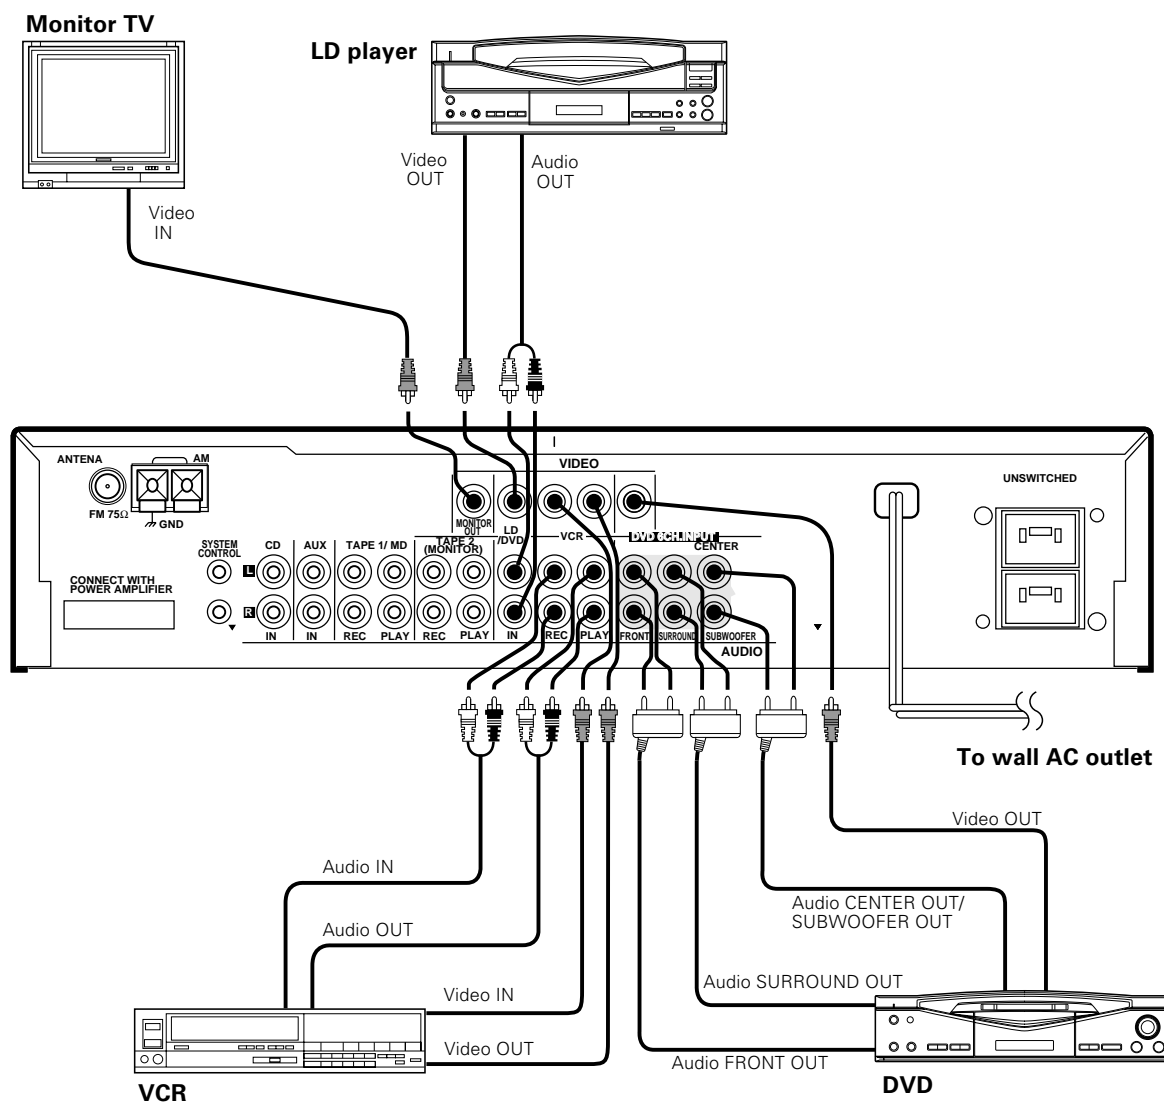 Monitor TV
LD player
Video
OUT
Audio
OUT
Video
IN
ANTENA
AM
FM 75Ω
GND
VIDEO
UNSWITCHED
MONITOR
OUT
LD
/DVD
VCR
DVD 6CH.INPUT
CENTER
SYSTEM
CONTROL
CD
AUX
TAPE 1/ MD
TAPE 2
(MONITOR)
L
CONNECT WITH
POWER AMPLIFIER
R
IN
IN
REC
PLAY
REC
PLAY
IN
REC
PLAY
FRONT
SURROUND
SUBWOOFER
AUDIO
To wall AC outlet
Video OUT
Audio IN
Audio CENTER OUT/
SUBWOOFER OUT
Audio OUT
Audio SURROUND OUT
Video IN
Video OUT
Audio FRONT OUT
VCR
DVD